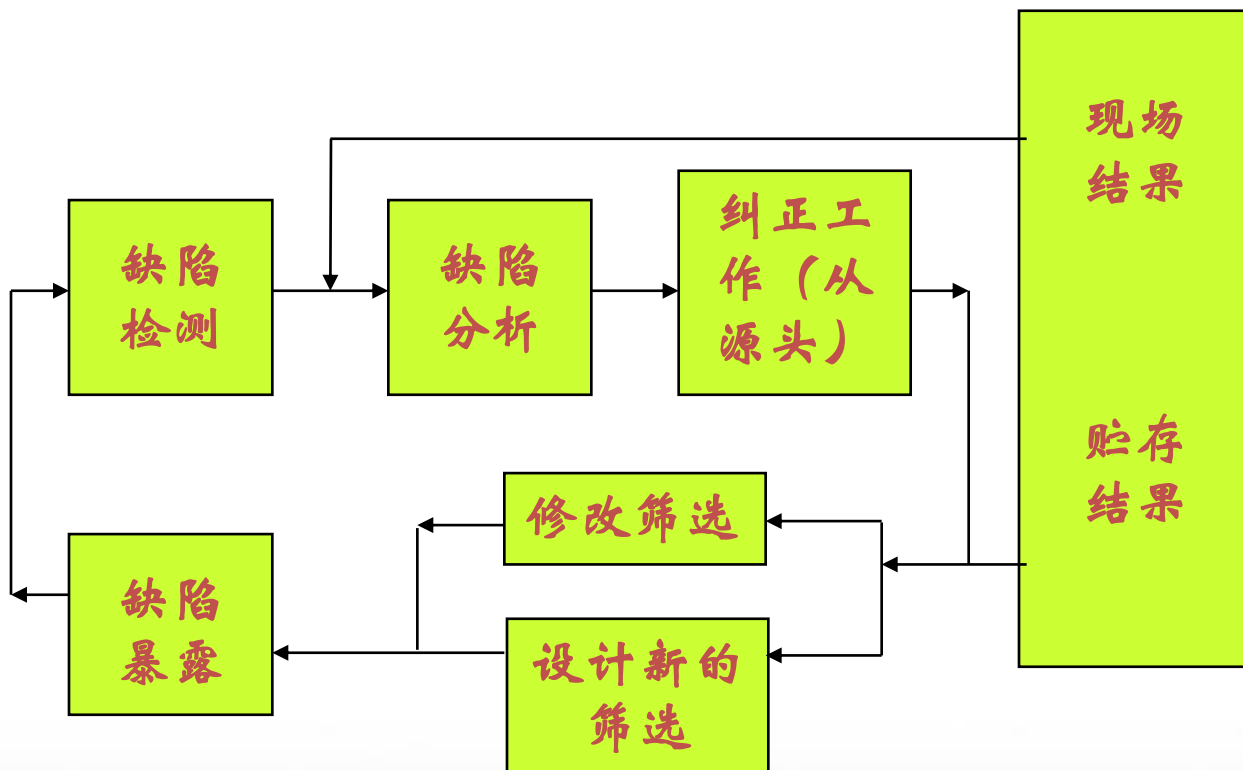 现场
结果
缺陷
检测
缺陷
分析
纠正工
作（从
源头）
贮存
结果
修改筛选
缺陷
暴露
设计新的
筛选